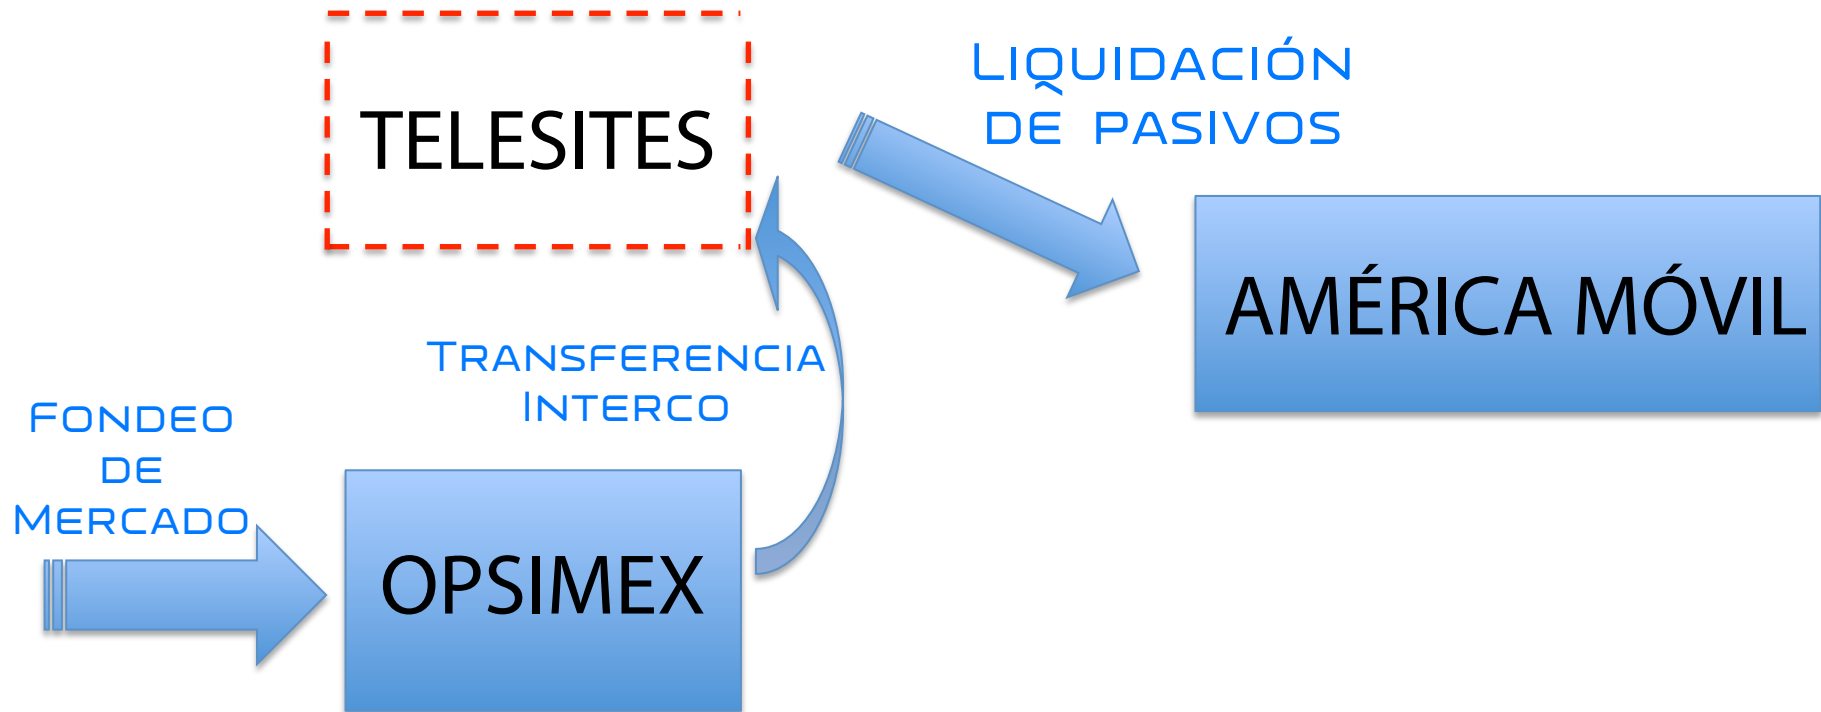 TELESITES
LIQUIDACIÓN
DE PASIVOS
AMÉRICA MÓVIL
TRANSFERENCIA
INTERCO
FONDEO
DE
MERCADO
OPSIMEX